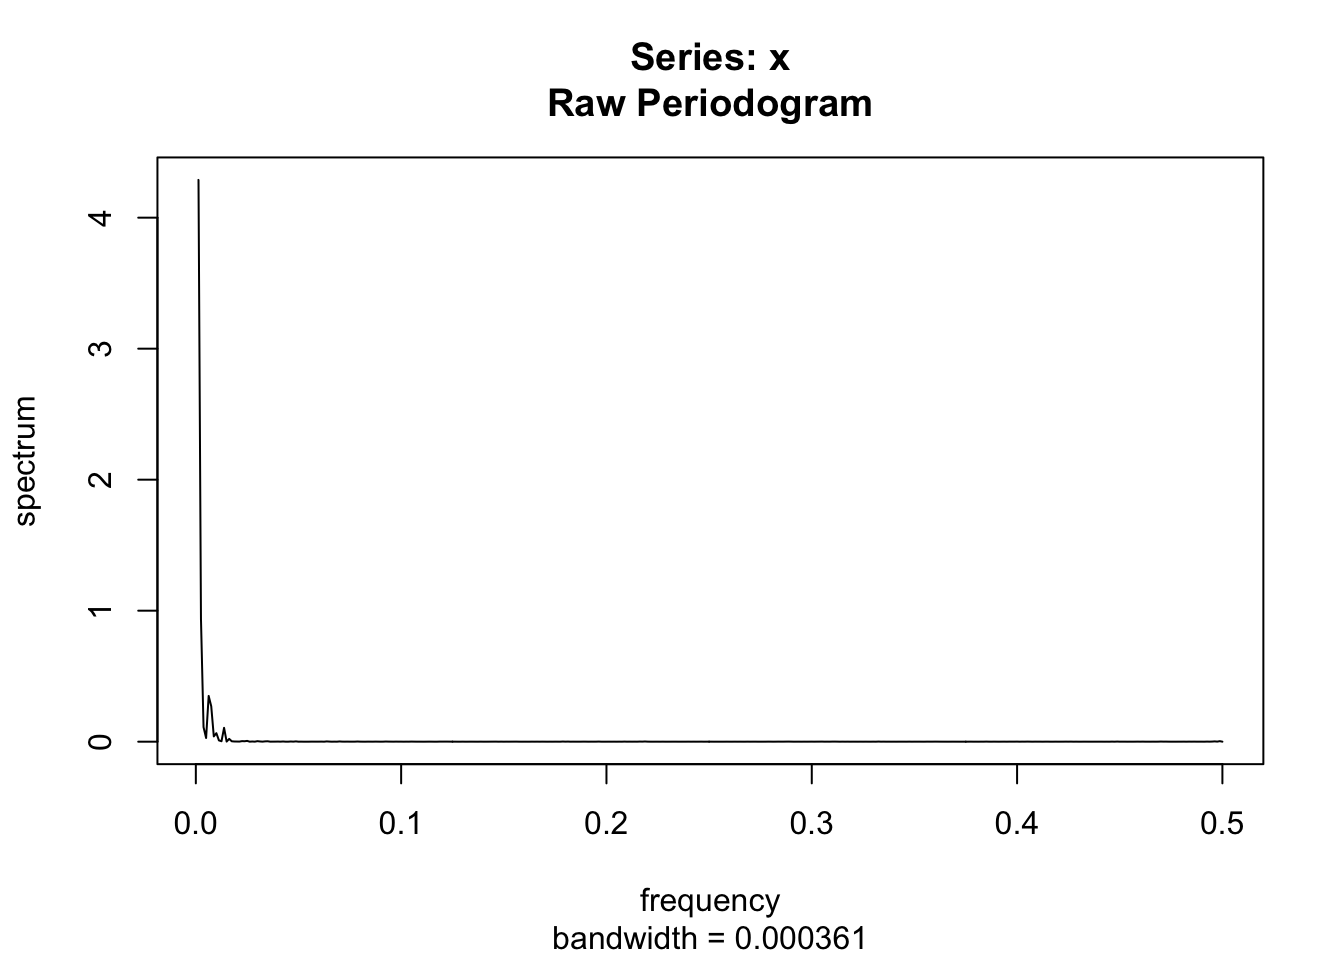 Series: x
Raw Periodogram
spectrum
4
3
2
1
0
0.0 0.1 0.2 0.3 0.4 0.5
frequency
bandwidth = 0.000361